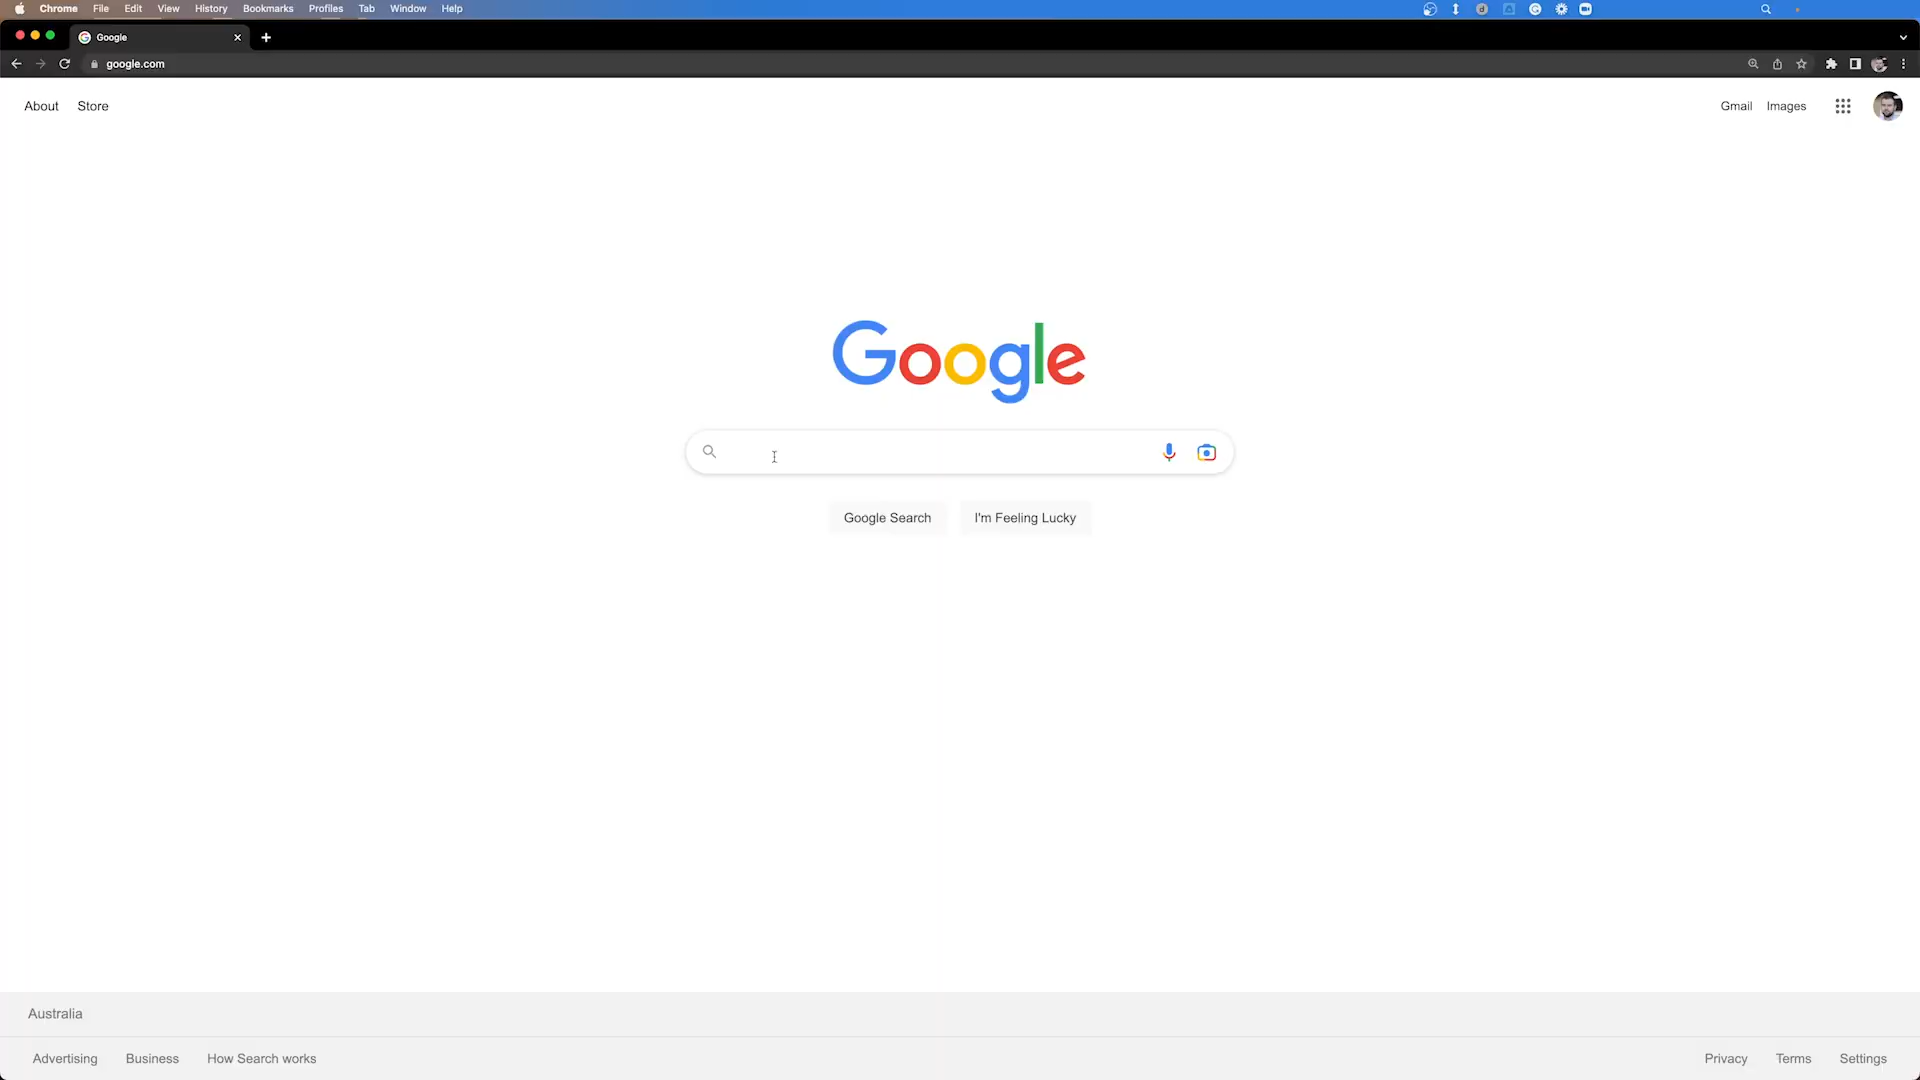 Chrome File Edit View History Bookmarks Profiles Tab Window Help
Google
google.com
About Store Gmail Images
Google
Google Search I'm Feeling Lucky
Australia
Advertising Business How Search works Privacy Terms Settings